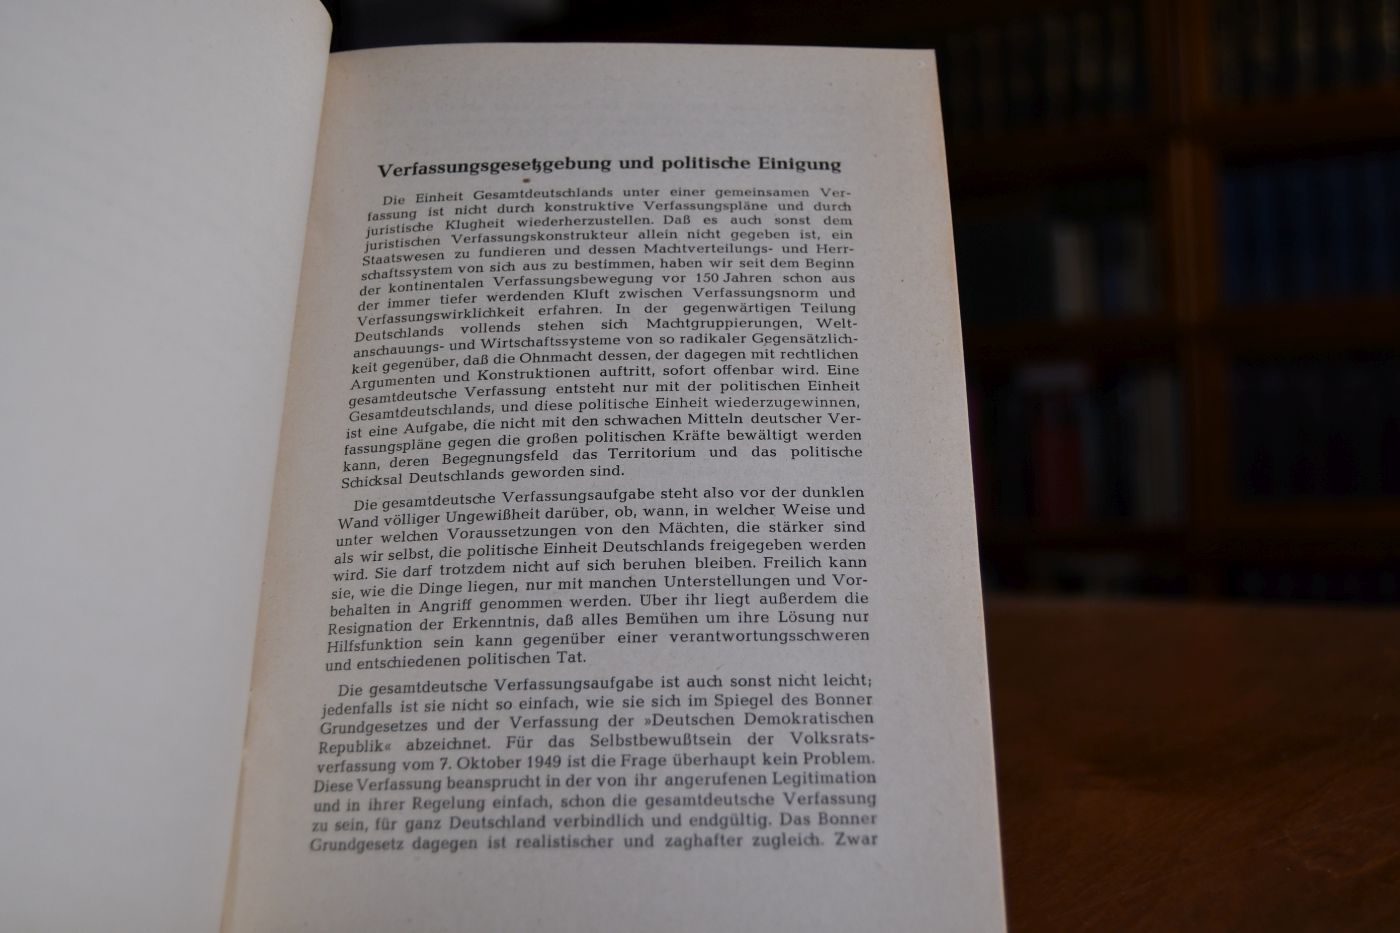 Verfassungsgesetzgebung und politische Einigung
Die Einheit Gesamtdeutschlands unter einer gemeinsamen Ver-
fassung ist nicht durch konstruktive Verfassungspläne und durch
juristische Klugheit wiederherzustellen. Daß es auch sonst dem
juristischen Verfassungskonstrukteur allein nicht gegeben ist, ein
Staatswesen zu fundieren und dessen Machtverteilungs- und Herr-
schaftssystem von sich aus zu bestimmen, haben wir seit dem Beginn
der kontinentalen Verfassungsbewegung vor 150 Jahren schon aus
der immer tiefer werdenden Kluft zwischen Verfassungsnorm und
Verfassungswirklichkeit erfahren. In der gegenwärtigen Teilung
Deutschlands vollends stehen sich Machtgruppierungen, Welt-
anschauungs- und Wirtschaftssysteme von so radikaler Gegensätzlich-
keit gegenüber, daß die Ohnmacht dessen, der dagegen mit rechtlichen
Argumenten und Konstruktionen auftritt, sofort offenbar wird. Eine
gesamtdeutsche Verfassung entsteht nur mit der politischen Einheit
Gesamtdeutschlands, und diese politische Einheit wiederzugewinnen,
ist eine Aufgabe, die nicht mit den schwachen Mitteln deutscher Ver-
fassungspläne gegen die großen politischen Kräfte bewältigt werden
kann, deren Begegnungsfeld das Territorium und das politische
Schicksal Deutschlands geworden sind.
Die gesamtdeutsche Verfassungsaufgabe steht also vor der dunklen
Wand völliger Ungewißheit darüber, ob, wann, in welcher Weise und
unter welchen Voraussetzungen von den Mächten, die stärker sind
als wir selbst, die politische Einheit Deutschlands freigegeben werden
wird. Sie darf trotzdem nicht auf sich beruhen bleiben. Freilich kann
sie, wie die Dinge liegen, nur mit manchen Unterstellungen und Vor-
behalten in Angriff genommen werden. Über ihr liegt außerdem die
Resignation der Erkenntnis, daß alles Bemühen um ihre Lösung nur
Hilfsfunktion sein kann gegenüber einer verantwortungsschweren
und entschiedenen politischen Tat.
Die gesamtdeutsche Verfassungsaufgabe ist auch sonst nicht leicht;
jedenfalls ist sie nicht so einfach, wie sie sich im Spiegel des Bonner
Grundgesetzes und der Verfassung der »Deutschen Demokratischen
Republik« abzeichnet. Für das Selbstbewußtsein der Volksrats-
verfassung vom 7. Oktober 1949 ist die Frage überhaupt kein Problem.
Diese Verfassung beansprucht in der von ihr angerufenen Legitimation
und in ihrer Regelung einfach, schon die gesamtdeutsche Verfassung
zu sein, für ganz Deutschland verbindlich und endgültig. Das Bonner
Grundgesetz dagegen ist realistischer und zaghafter zugleich. Zwar